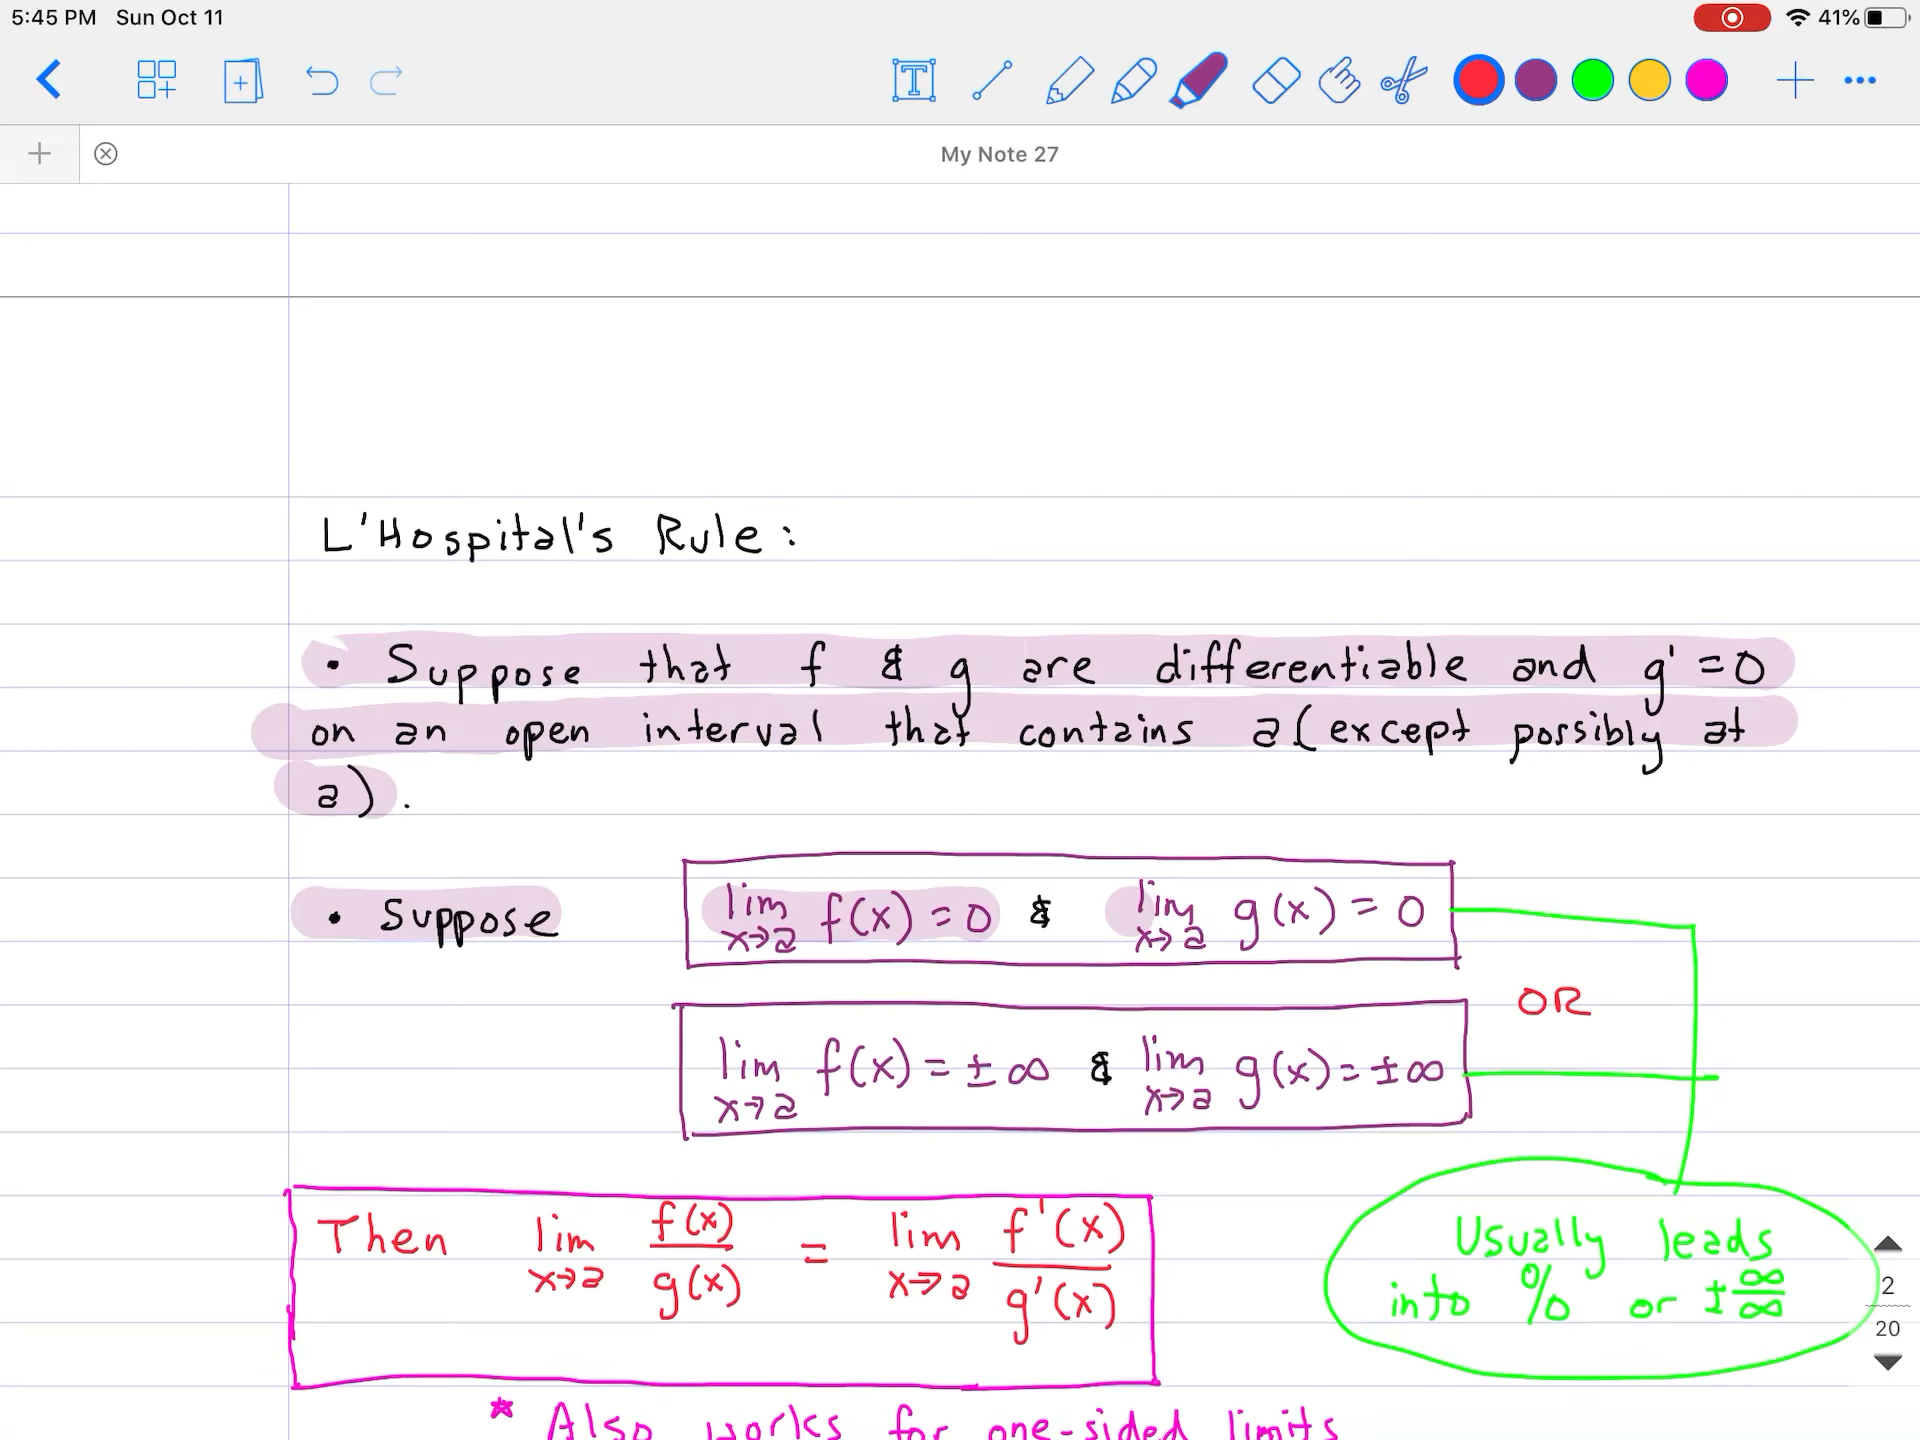 5:45 PM Sun Oct 11
41%
My Note 27
L'Hospital's Rule:
• Suppose that f & g are differentiable and g' = 0
on an open interval that contains a (except possibly at
a).
• Suppose lim x→a f(x) = 0 & lim x→a g(x) = 0
OR
lim x→a f(x) = ± ∞ & lim x→a g(x) = ± ∞
Then lim x→a f(x)/g(x) = lim x→a f'(x)/g'(x)
Usually leads
into 0/0 or ± ∞/∞
2
20
* Also works for one-sided limits